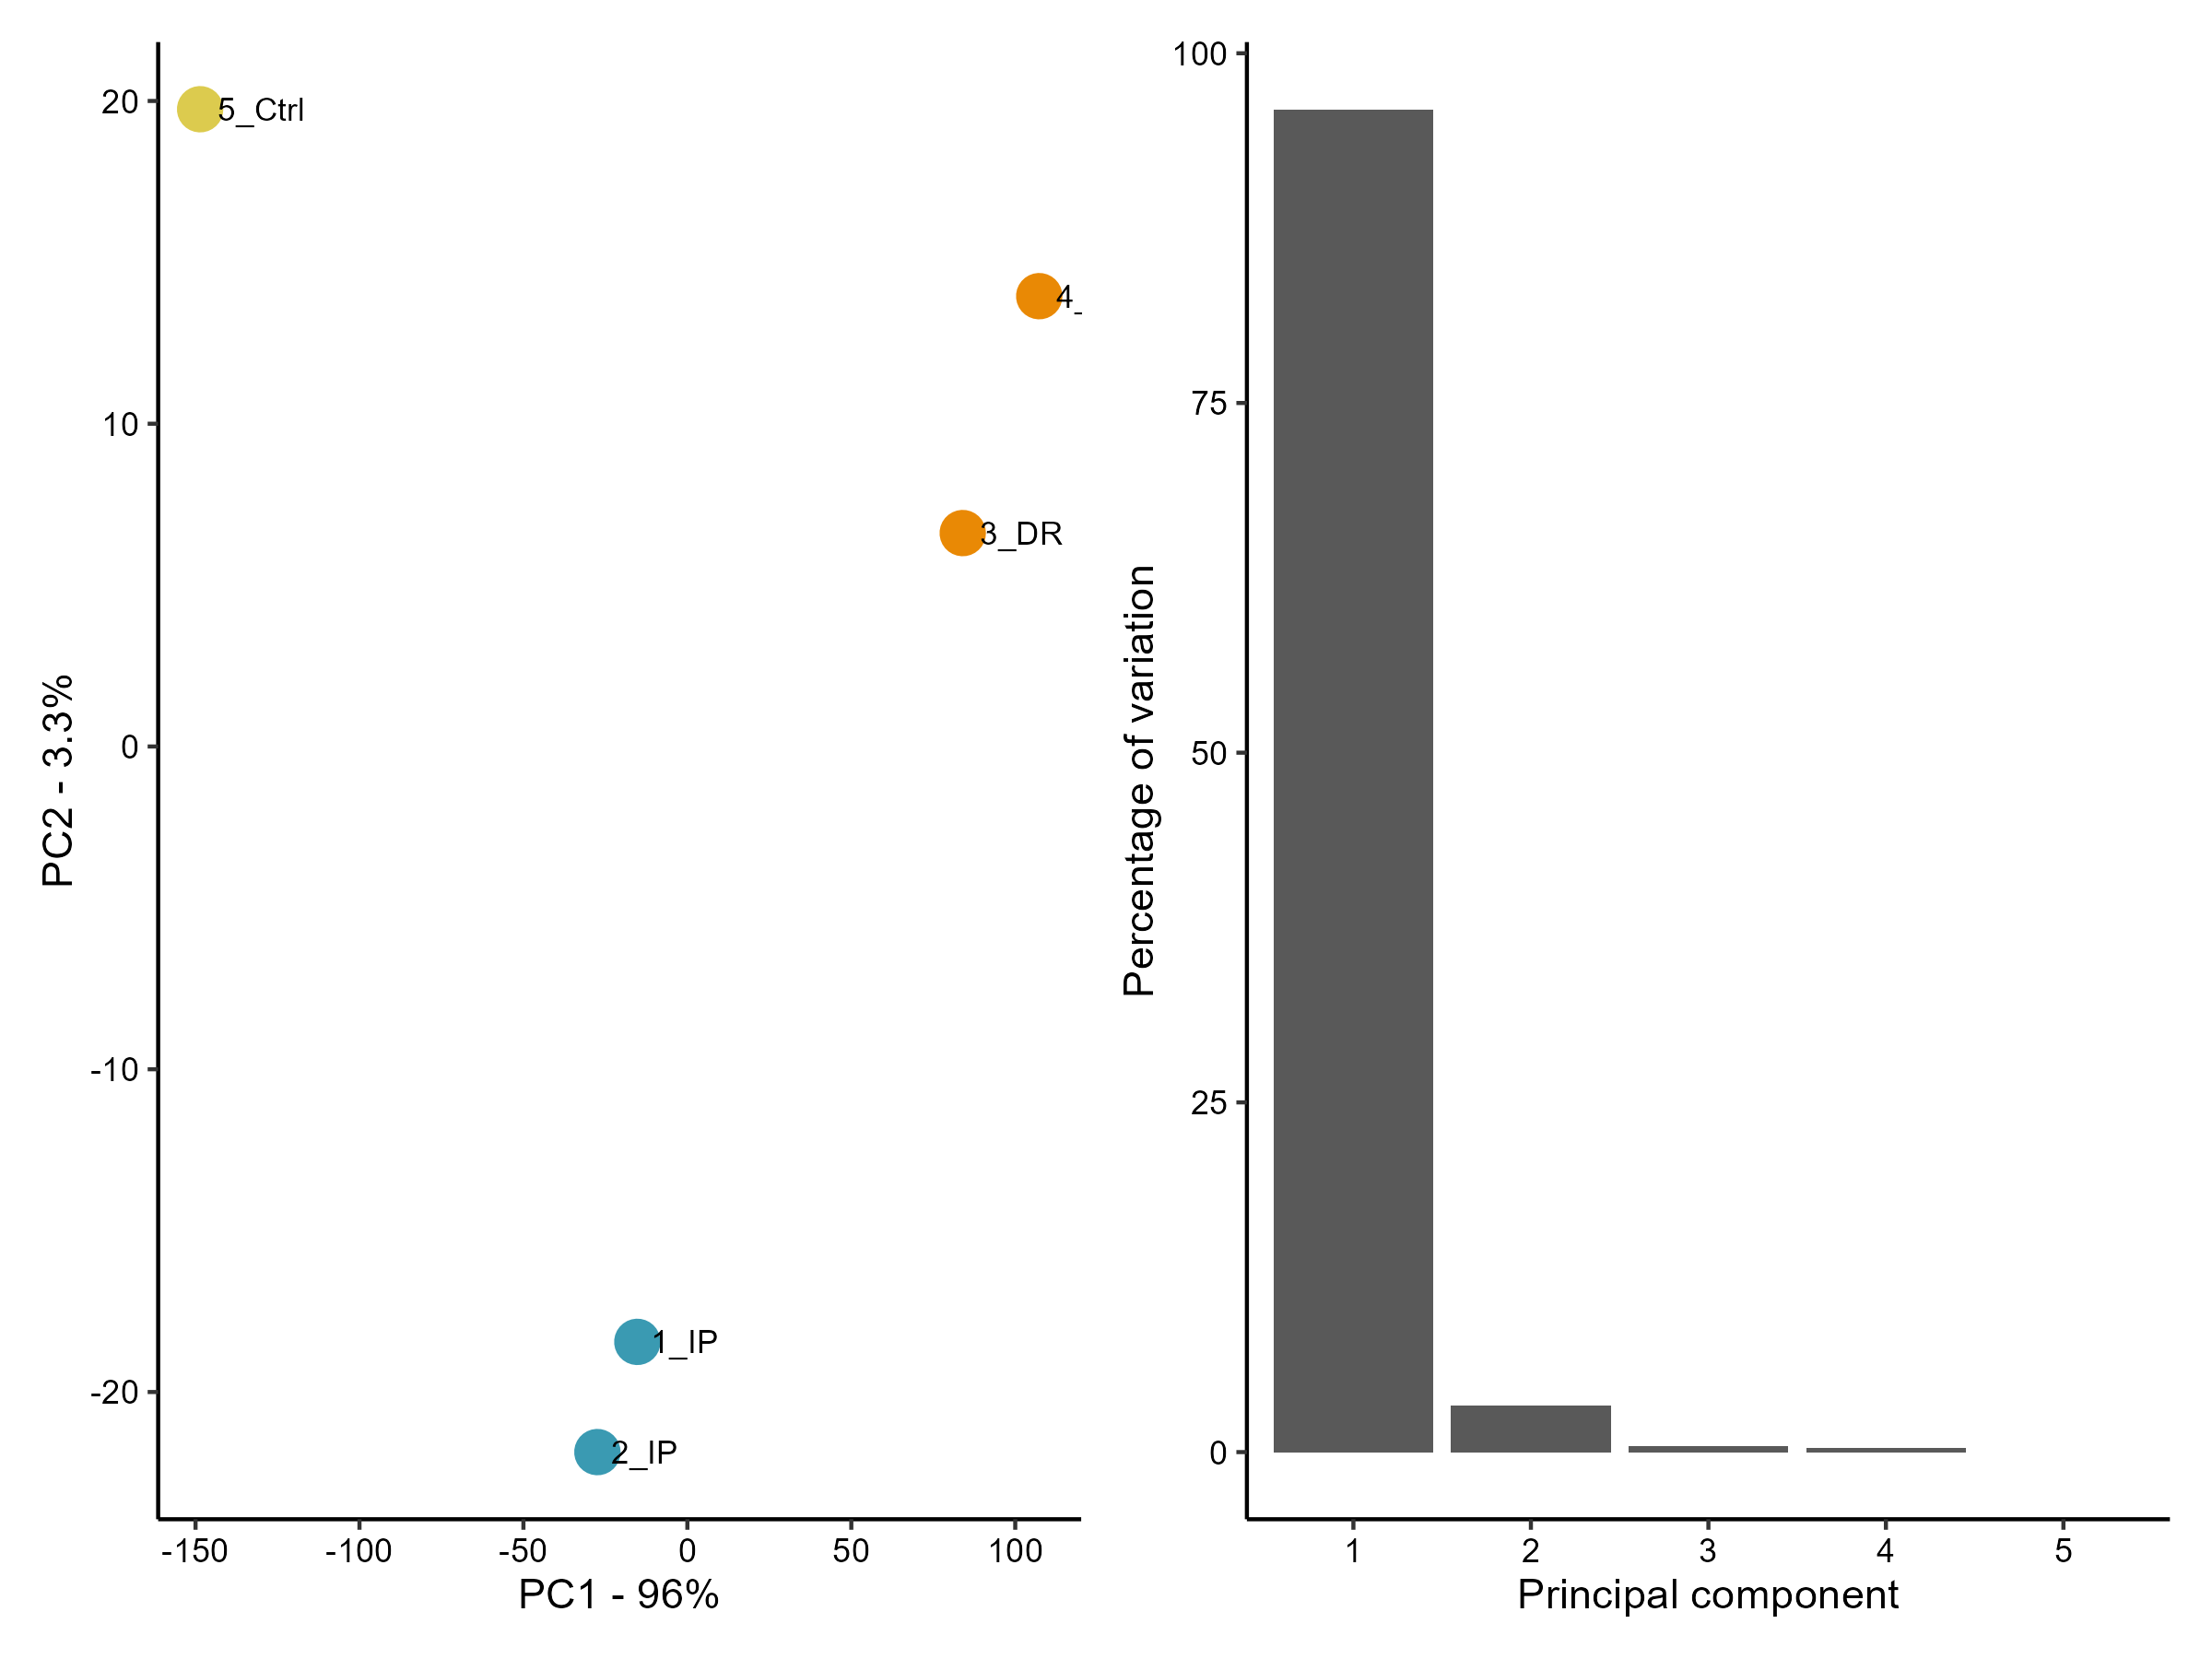 20
10
0
-10
-20
PC2 - 3.3%
5_Ctrl
4_
3_DR
1_IP
2_IP
-150 -100 -50 0 50 100
PC1 - 96%
100
75
50
25
0
Percentage of variation
1 2 3 4 5
Principal component